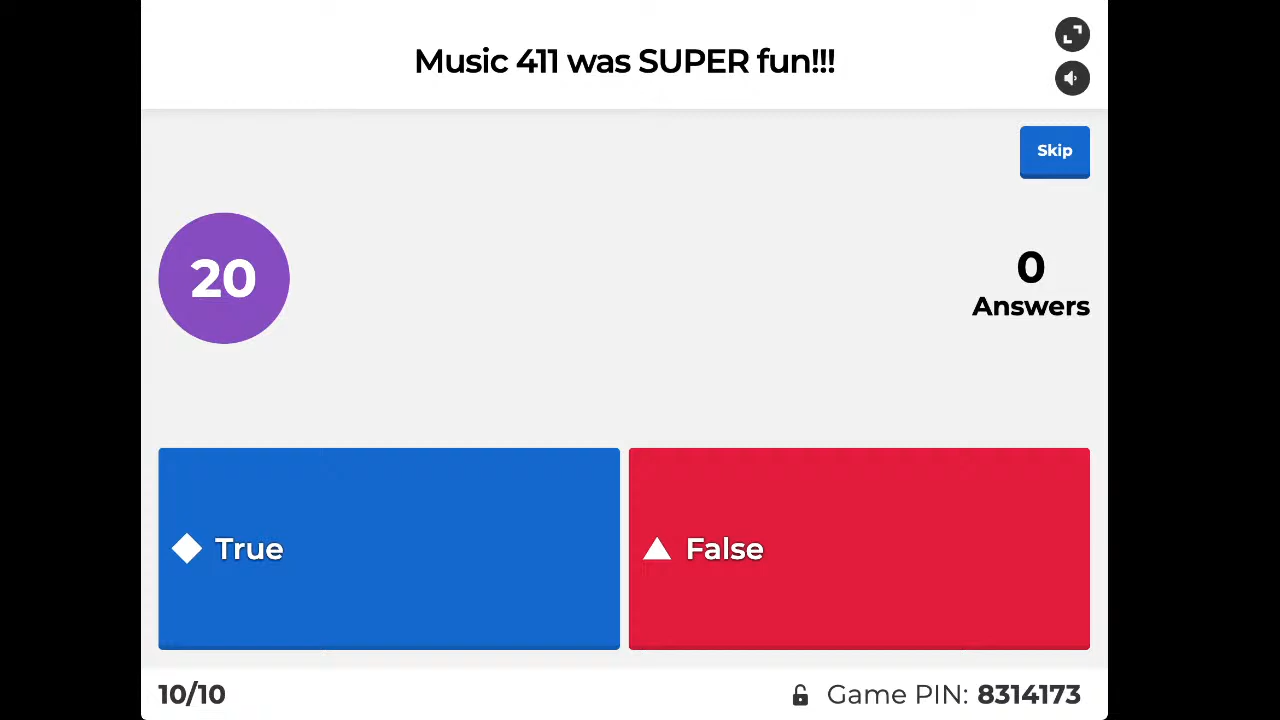 Music 411 was SUPER fun!!!
Skip
20
0
Answers
True
False
10/10
Game PIN: 8314173